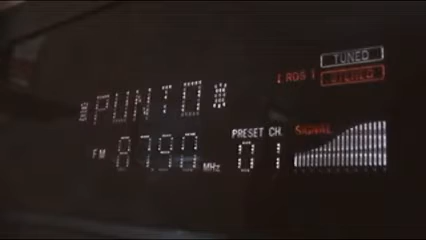 TUNED
RDS STEREO
PUNTO
PRESET CH. SIGNAL
FM 87.90 MHz 01